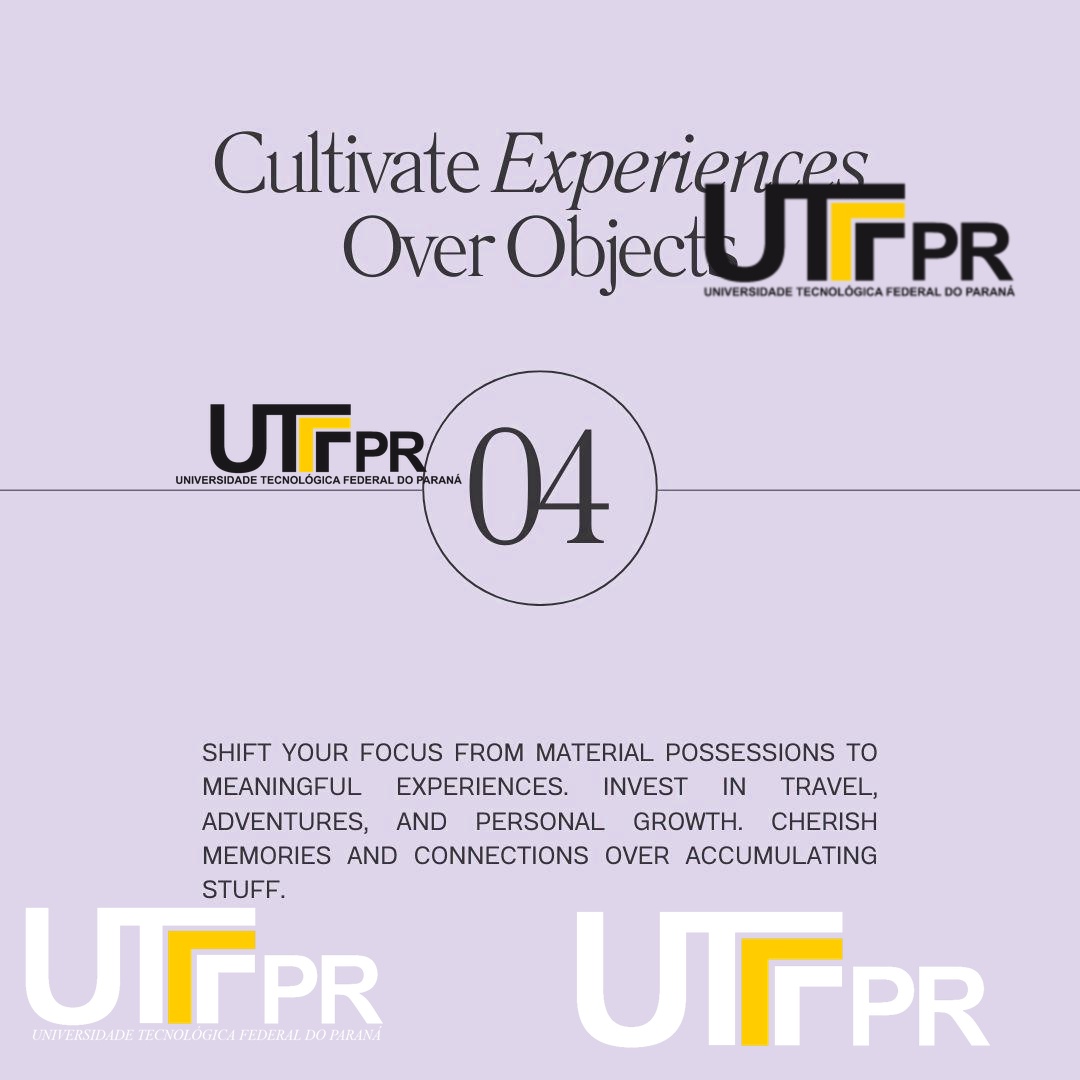 Cultivate Experiences
Over Objects
UTFPR
UNIVERSIDADE TECNOLÓGICA FEDERAL DO PARANÁ
UTFPR
UNIVERSIDADE TECNOLÓGICA FEDERAL DO PARANÁ
04
SHIFT YOUR FOCUS FROM MATERIAL POSSESSIONS TO
MEANINGFUL EXPERIENCES. INVEST IN TRAVEL,
ADVENTURES, AND PERSONAL GROWTH. CHERISH
MEMORIES AND CONNECTIONS OVER ACCUMULATING
STUFF.
UTFPR
UNIVERSIDADE TECNOLÓGICA FEDERAL DO PARANÁ
UTFPR